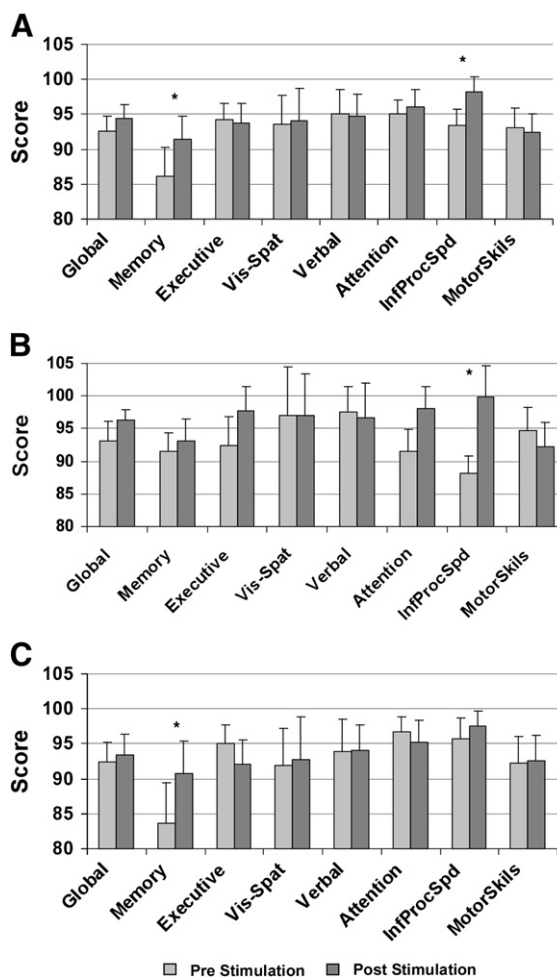 A
105
100
95
90
85
80
Score
*
*
Global
Memory
Executive
Vis-Spat
Verbal
Attention
InfProcSpd
MotorSkils
B
105
100
95
90
85
80
Score
*
Global
Memory
Executive
Vis-Spat
Verbal
Attention
InfProcSpd
MotorSkils
C
105
100
95
90
85
80
Score
*
Global
Memory
Executive
Vis-Spat
Verbal
Attention
InfProcSpd
MotorSkils
Pre Stimulation Post Stimulation